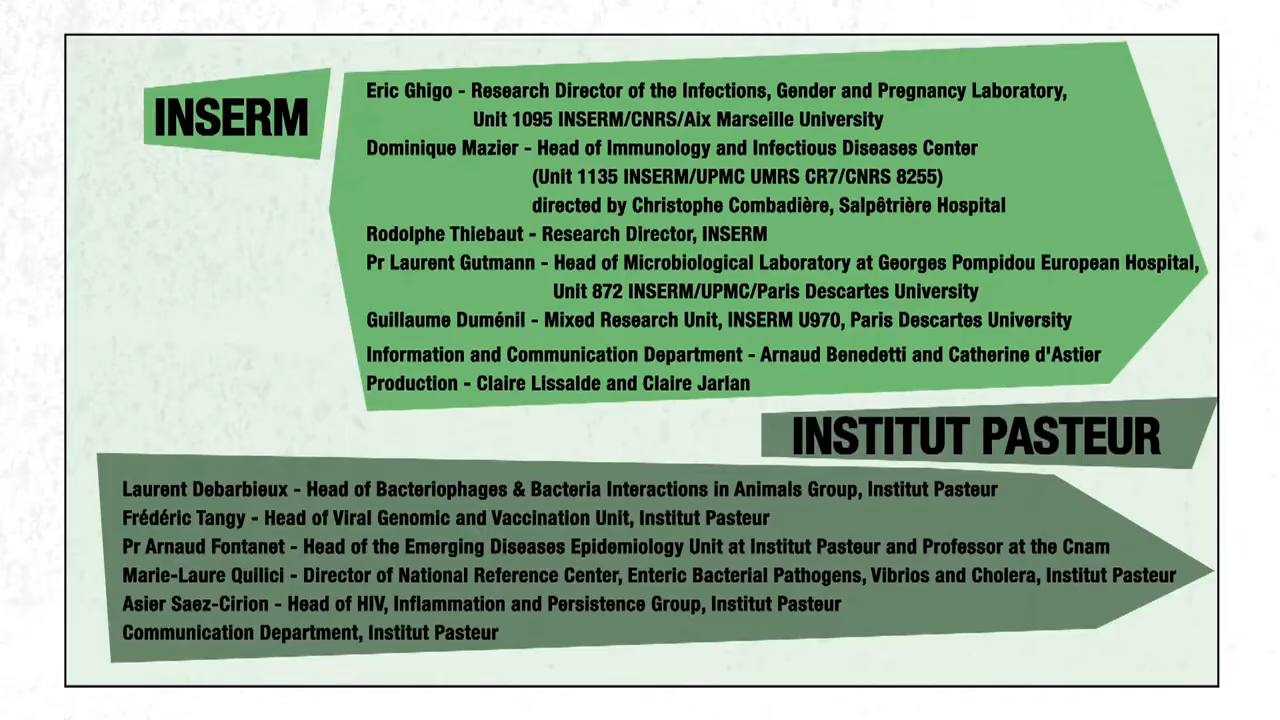 INSERM
Eric Ghigo - Research Director of the Infections, Gender and Pregnancy Laboratory,
Unit 1095 INSERM/CNRS/Aix Marseille University
Dominique Mazier - Head of Immunology and Infectious Diseases Center
(Unit 1135 INSERM/UPMC UMRS CR7/CNRS 8255)
directed by Christophe Combadière, Salpêtrière Hospital
Rodolphe Thiebaut - Research Director, INSERM
Pr Laurent Gutmann - Head of Microbiological Laboratory at Georges Pompidou European Hospital,
Unit 872 INSERM/UPMC/Paris Descartes University
Guillaume Duménil - Mixed Research Unit, INSERM U970, Paris Descartes University
Information and Communication Department - Arnaud Benedetti and Catherine d'Astier
Production - Claire Lissalde and Claire Jarlan
INSTITUT PASTEUR
Laurent Debarbieux - Head of Bacteriophages & Bacteria Interactions in Animals Group, Institut Pasteur
Frédéric Tangy - Head of Viral Genomic and Vaccination Unit, Institut Pasteur
Pr Arnaud Fontanet - Head of the Emerging Diseases Epidemiology Unit at Institut Pasteur and Professor at the Cnam
Marie-Laure Quilici - Director of National Reference Center, Enteric Bacterial Pathogens, Vibrios and Cholera, Institut Pasteur
Asier Saez-Cirion - Head of HIV, Inflammation and Persistence Group, Institut Pasteur
Communication Department, Institut Pasteur